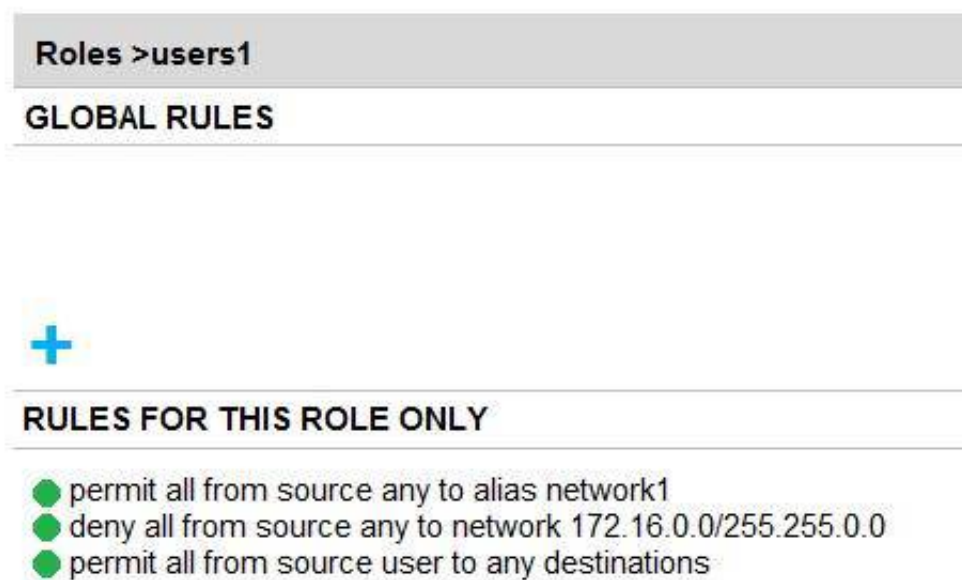 Roles >users1
GLOBAL RULES
RULES FOR THIS ROLE ONLY
permit all from source any to alias network1
deny all from source any to network 172.16.0.0/255.255.0.0
permit all from source user to any destinations